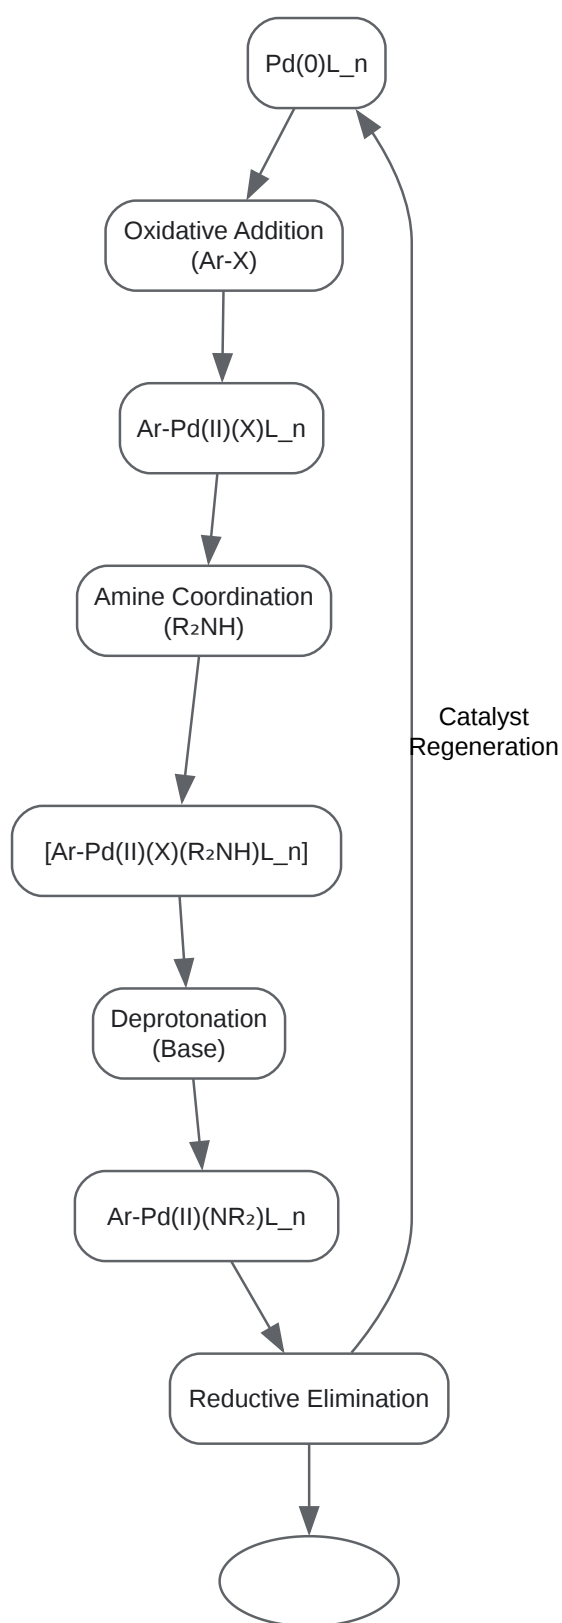 Pd(0)L_n
Oxidative Addition
(Ar-X)
Ar-Pd(II)(X)L_n
Amine Coordination
(R₂NH)
Catalyst
Regeneration
[Ar-Pd(II)(X)(R₂NH)L_n]
Deprotonation
(Base)
Ar-Pd(II)(NR₂)L_n
Reductive Elimination